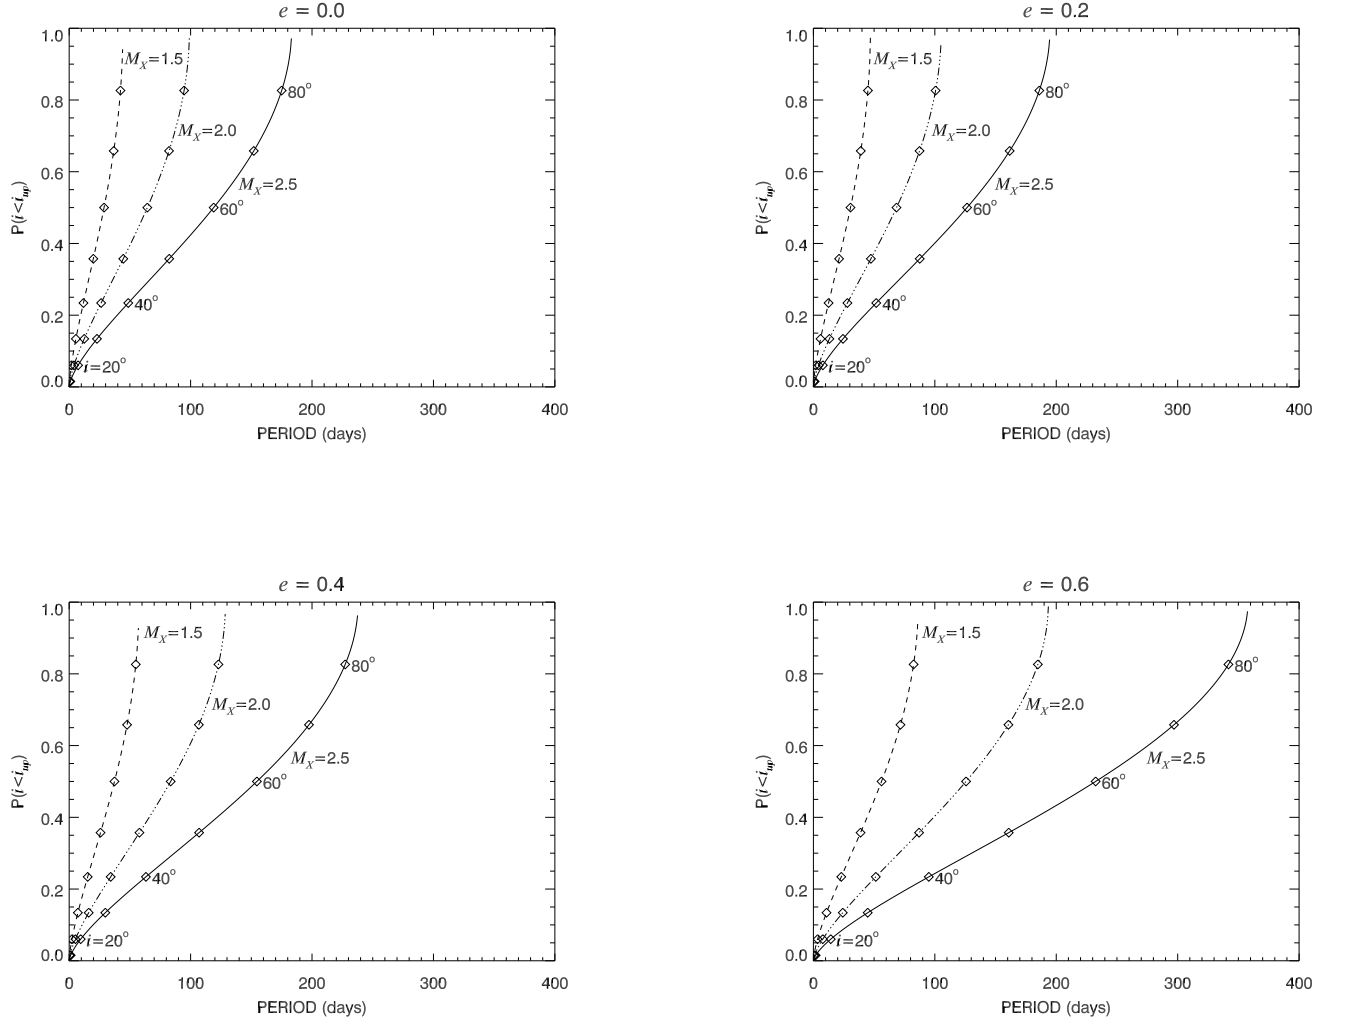 e = 0.0
1.0
0.8
0.6
0.4
0.2
0.0
P(i<i_up)
M_X=1.5
80°
M_X=2.0
M_X=2.5
60°
40°
i=20°
0 100 200 300 400
PERIOD (days)
e = 0.2
1.0
0.8
0.6
0.4
0.2
0.0
P(i<i_up)
M_X=1.5
80°
M_X=2.0
M_X=2.5
60°
40°
i=20°
0 100 200 300 400
PERIOD (days)
e = 0.4
1.0
0.8
0.6
0.4
0.2
0.0
P(i<i_up)
M_X=1.5
80°
M_X=2.0
M_X=2.5
60°
40°
i=20°
0 100 200 300 400
PERIOD (days)
e = 0.6
1.0
0.8
0.6
0.4
0.2
0.0
P(i<i_up)
M_X=1.5
80°
M_X=2.0
M_X=2.5
60°
40°
i=20°
0 100 200 300 400
PERIOD (days)